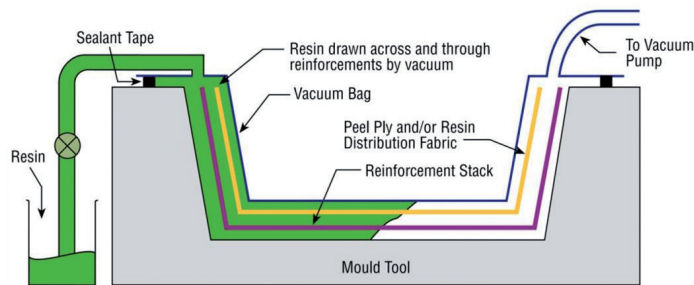 Sealant Tape
Resin drawn across and through
reinforcements by vacuum
To Vacuum
Pump
Vacuum Bag
Peel Ply and/or Resin
Distribution Fabric
Resin
Reinforcement Stack
Mould Tool